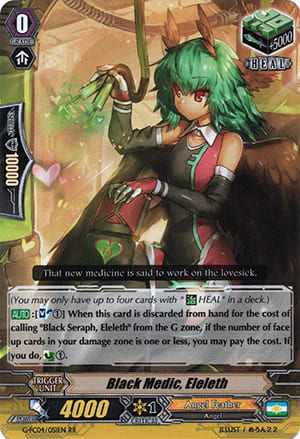 0
GRADE
+5000
HEAL
10000
That new medicine is said to work on the lovesick.
(You may only have up to four cards with " HEAL" in a deck.)
AUTO: V (1) When this card is discarded from hand for the cost of
calling "Black Seraph, Eleleth" from the G zone, if the number of face
up cards in your damage zone is one or less, you may pay the cost. If
you do, (1).
TRIGGER
UNIT
Black Medic, Eleleth
4000
1
CRITICAL
Angel Feather
Angel
G-FC04/051EN RR